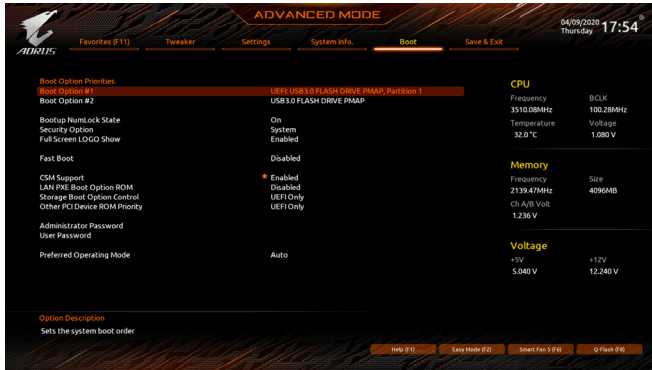 ADVANCED MODE
04/09/2020
Thursday
17:54
AORUS
Favorites (F11) Tweaker Settings System Info. Boot Save & Exit
Boot Option Priorities
Boot Option #1 UEFI: USB3.0 FLASH DRIVE PMAP, Partition 1
Boot Option #2 USB3.0 FLASH DRIVE PMAP
Bootup NumLock State On
Security Option System
Full Screen LOGO Show Enabled
Fast Boot Disabled
CSM Support * Enabled
LAN PXE Boot Option ROM Disabled
Storage Boot Option Control UEFI Only
Other PCI Device ROM Priority UEFI Only
Administrator Password
User Password
Preferred Operating Mode Auto
CPU
Frequency BCLK
3510.08MHz 100.28MHz
Temperature Voltage
32.0 °C 1.080 V
Memory
Frequency Size
2139.47MHz 4096MB
Ch A/B Volt
1.236 V
Voltage
+5V +12V
5.040 V 12.240 V
Option Description
Sets the system boot order
Help (F1) Easy Mode (F2) Smart Fan 5 (F6) Q-Flash (F8)